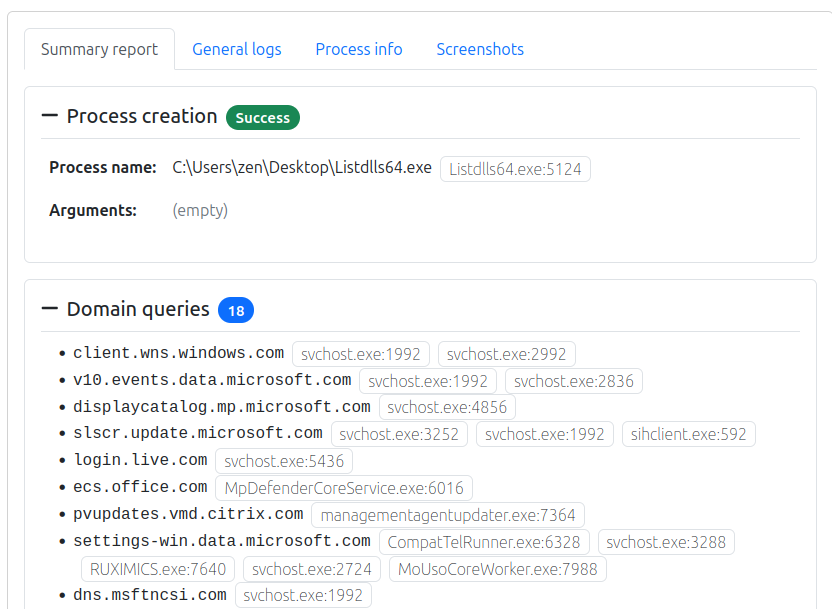 Summary report General logs Process info Screenshots
— Process creation Success
Process name: C:\Users\zen\Desktop\Listdlls64.exe Listdlls64.exe:5124
Arguments: (empty)
— Domain queries 18
• client.wns.windows.com svchost.exe:1992 svchost.exe:2992
• v10.events.data.microsoft.com svchost.exe:1992 svchost.exe:2836
• displaycatalog.mp.microsoft.com svchost.exe:4856
• slscr.update.microsoft.com svchost.exe:3252 svchost.exe:1992 sihclient.exe:592
• login.live.com svchost.exe:5436
• ecs.office.com MpDefenderCoreService.exe:6016
• pvupdates.vmd.citrix.com managementagentupdater.exe:7364
• settings-win.data.microsoft.com CompatTelRunner.exe:6328 svchost.exe:3288
RUXIMICS.exe:7640 svchost.exe:2724 MoUsoCoreWorker.exe:7988
• dns.msftncsi.com svchost.exe:1992